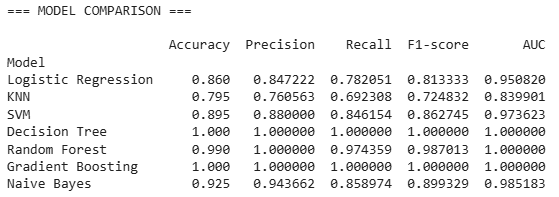 === MODEL COMPARISON ===
Accuracy Precision Recall F1-score AUC
Model
Logistic Regression 0.860 0.847222 0.782051 0.813333 0.950820
KNN 0.795 0.760563 0.692308 0.724832 0.839901
SVM 0.895 0.880000 0.846154 0.862745 0.973623
Decision Tree 1.000 1.000000 1.000000 1.000000 1.000000
Random Forest 0.990 1.000000 0.974359 0.987013 1.000000
Gradient Boosting 1.000 1.000000 1.000000 1.000000 1.000000
Naive Bayes 0.925 0.943662 0.858974 0.899329 0.985183